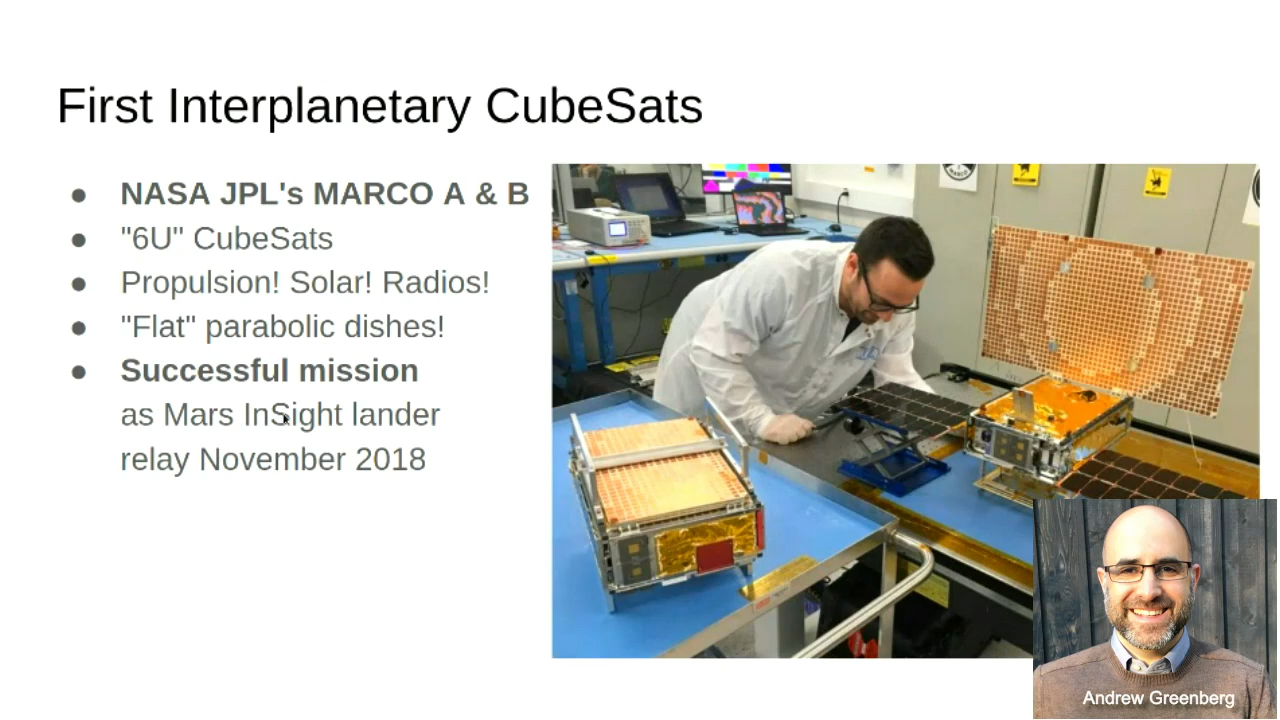 First Interplanetary CubeSats
● NASA JPL's MARCO A & B
● "6U" CubeSats
● Propulsion! Solar! Radios!
● "Flat" parabolic dishes!
● Successful mission
as Mars InSight lander
relay November 2018
Andrew Greenberg